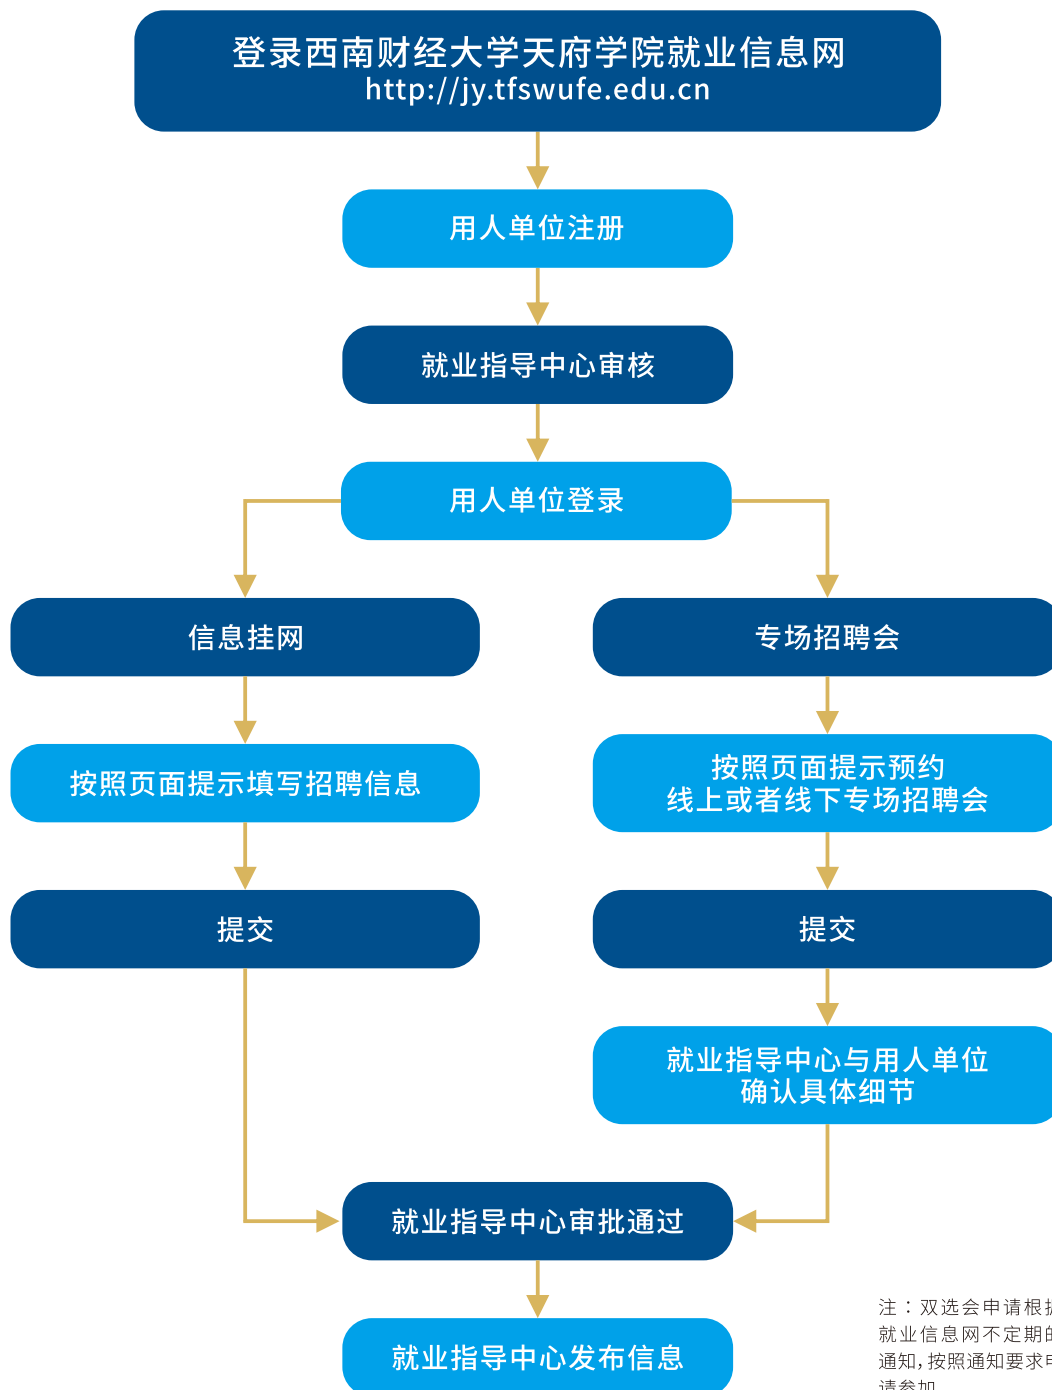 登录西南财经大学天府学院就业信息网
http://jy.tfswufe.edu.cn
用人单位注册
就业指导中心审核
用人单位登录
信息挂网
专场招聘会
按照页面提示填写招聘信息
按照页面提示预约
线上或者线下专场招聘会
提交
提交
就业指导中心与用人单位
确认具体细节
就业指导中心审批通过
就业指导中心发布信息
注：双选会申请根据
就业信息网不定期的
通知，按照通知要求申
请参加